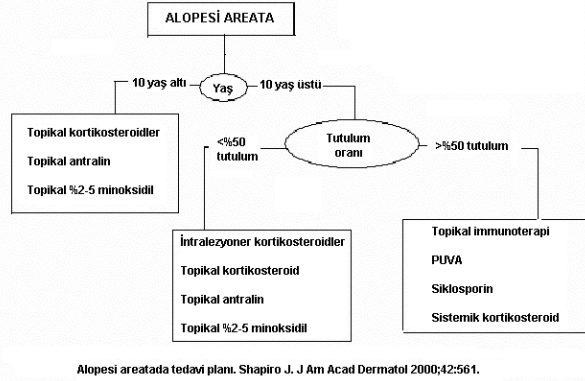 ALOPESİ AREATA
10 yaş altı
Yaş
10 yaş üstü
Topikal kortikosteroidler
Topikal antralin
Topikal %2-5 minoksidil
<%50
tutulum
Tutulum
oranı
>%50 tutulum
İntralezyoner kortikosteroidler
Topikal kortikosteroid
Topikal antralin
Topikal %2-5 minoksidil
Topikal immunoterapi
PUVA
Siklosporin
Sistemik kortikosteroid
Alopesi areatada tedavi planı. Shapiro J. J Am Acad Dermatol 2000;42:561.